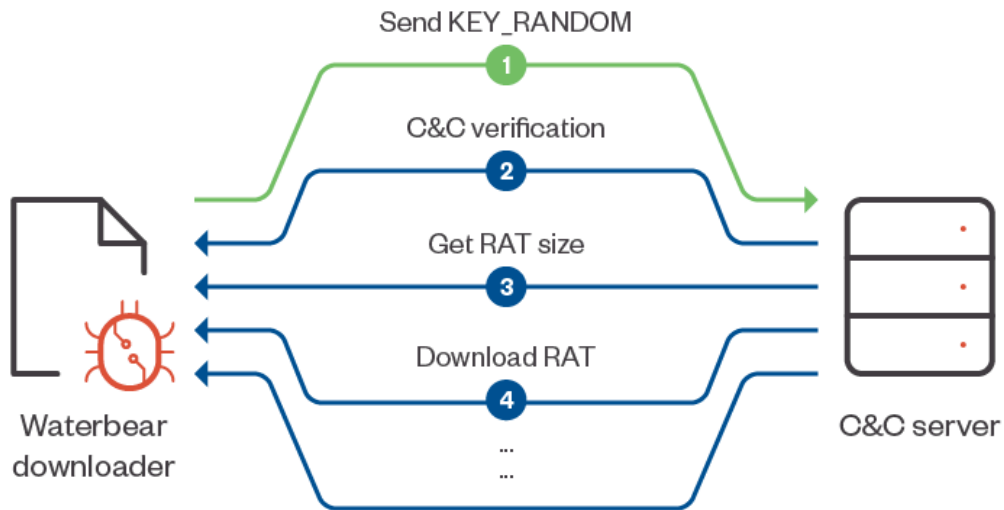 Send KEY_RANDOM
1
C&C verification
2
Get RAT size
3
Download RAT
4
...
...
Waterbear
downloader
C&C server